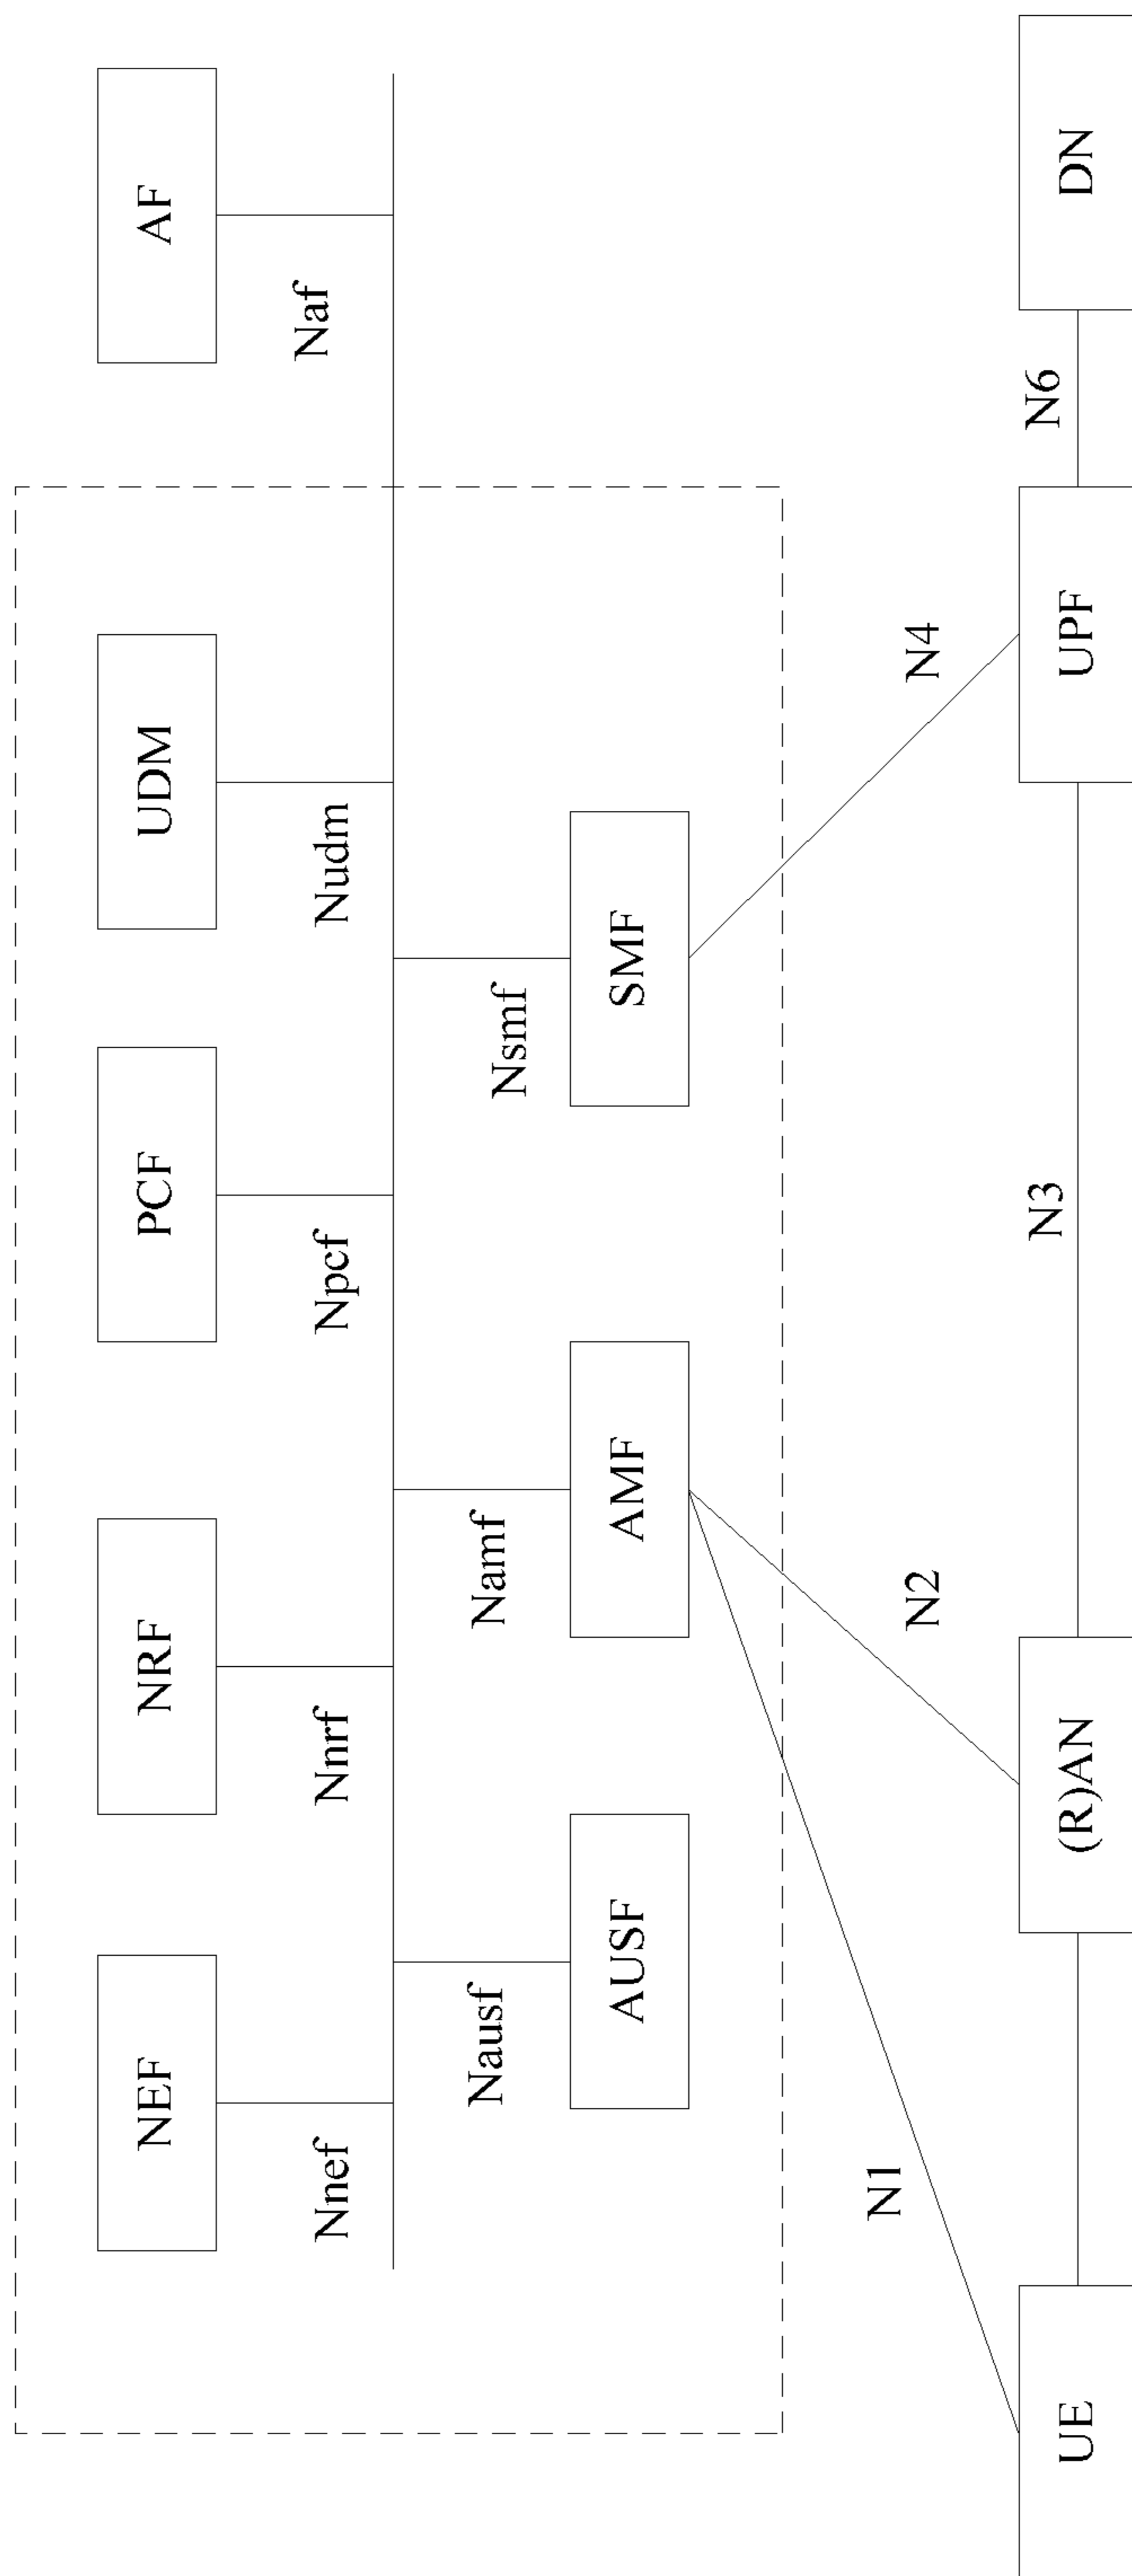 NEF
NRF
PCF
UDM
AF
Nnef
Nnrf
Npcf
Nudm
Naf
Nausf
Namf
Nsmf
AUSF
AMF
SMF
N1
N2
N4
N3
N6
UE
(R)AN
UPF
DN